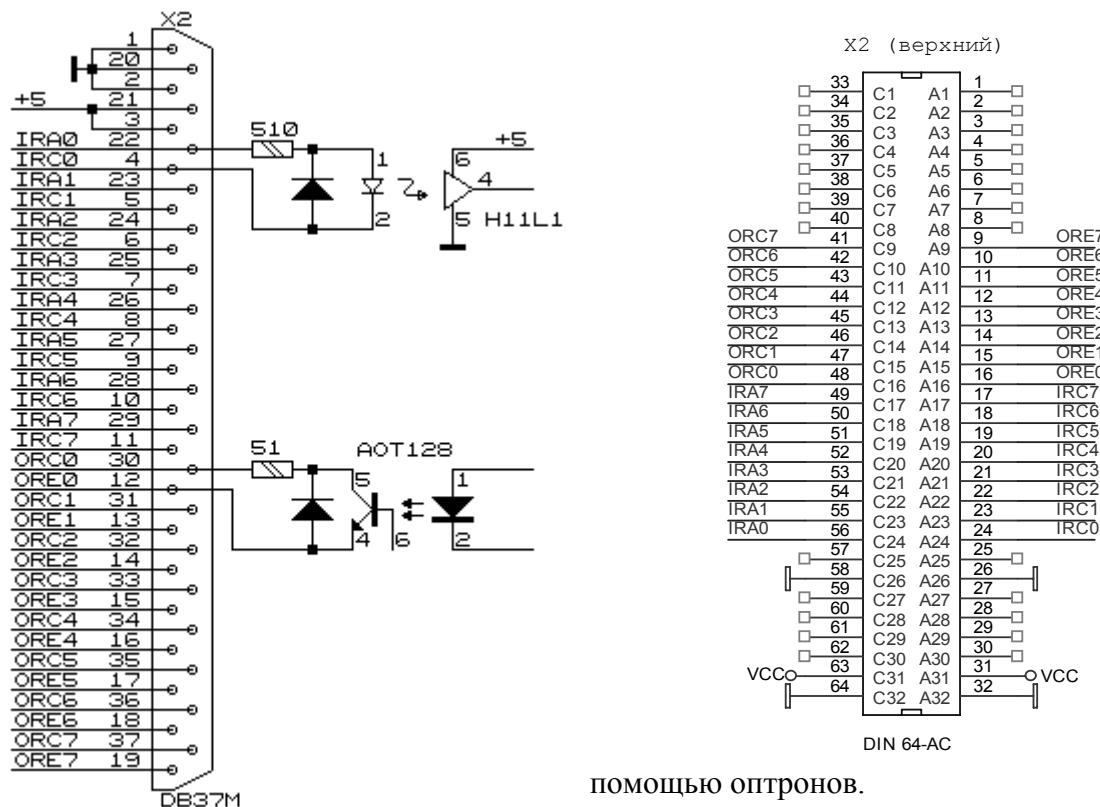 X2
1
20
2
+5 21
3
IRA0 22
IRC0 4
IRA1 23
IRC1 5
IRA2 24
IRC2 6
IRA3 25
IRC3 7
IRA4 26
IRC4 8
IRA5 27
IRC5 9
IRA6 28
IRC6 10
IRA7 29
IRC7 11
ORC0 30
ORE0 12
ORC1 31
ORE1 13
ORC2 32
ORE2 14
ORC3 33
ORE3 15
ORC4 34
ORE4 16
ORC5 35
ORE5 17
ORC6 36
ORE6 18
ORC7 37
ORE7 19
DB37M
510
1
2
+5
6
4
5 H11L1
51
AOT128
5
4
6
1
2
X2 (верхний)
33 C1 A1 1
34 C2 A2 2
35 C3 A3 3
36 C4 A4 4
37 C5 A5 5
38 C6 A6 6
39 C7 A7 7
40 C8 A8 8
ORC7 41 C9 A9 9 ORE7
ORC6 42 C10 A10 10 ORE6
ORC5 43 C11 A11 11 ORE5
ORC4 44 C12 A12 12 ORE4
ORC3 45 C13 A13 13 ORE3
ORC2 46 C14 A14 14 ORE2
ORC1 47 C15 A15 15 ORE1
ORC0 48 C16 A16 16 ORE0
IRA7 49 C17 A17 17 IRC7
IRA6 50 C18 A18 18 IRC6
IRA5 51 C19 A19 19 IRC5
IRA4 52 C20 A20 20 IRC4
IRA3 53 C21 A21 21 IRC3
IRA2 54 C22 A22 22 IRC2
IRA1 55 C23 A23 23 IRC1
IRA0 56 C24 A24 24 IRC0
57 C25 A25 25
58 C26 A26 26
59 C27 A27 27
60 C28 A28 28
61 C29 A29 29
62 C30 A30 30
VCC 63 C31 A31 31 VCC
64 C32 A32 32
DIN 64-AC
помощью оптронов.